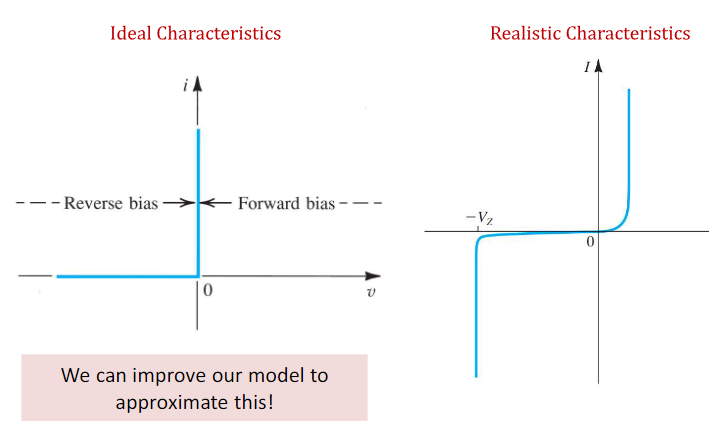 Ideal Characteristics
Realistic Characteristics
i
I
– – – Reverse bias
Forward bias – – –
–V_Z
0
0
v
We can improve our model to
approximate this!